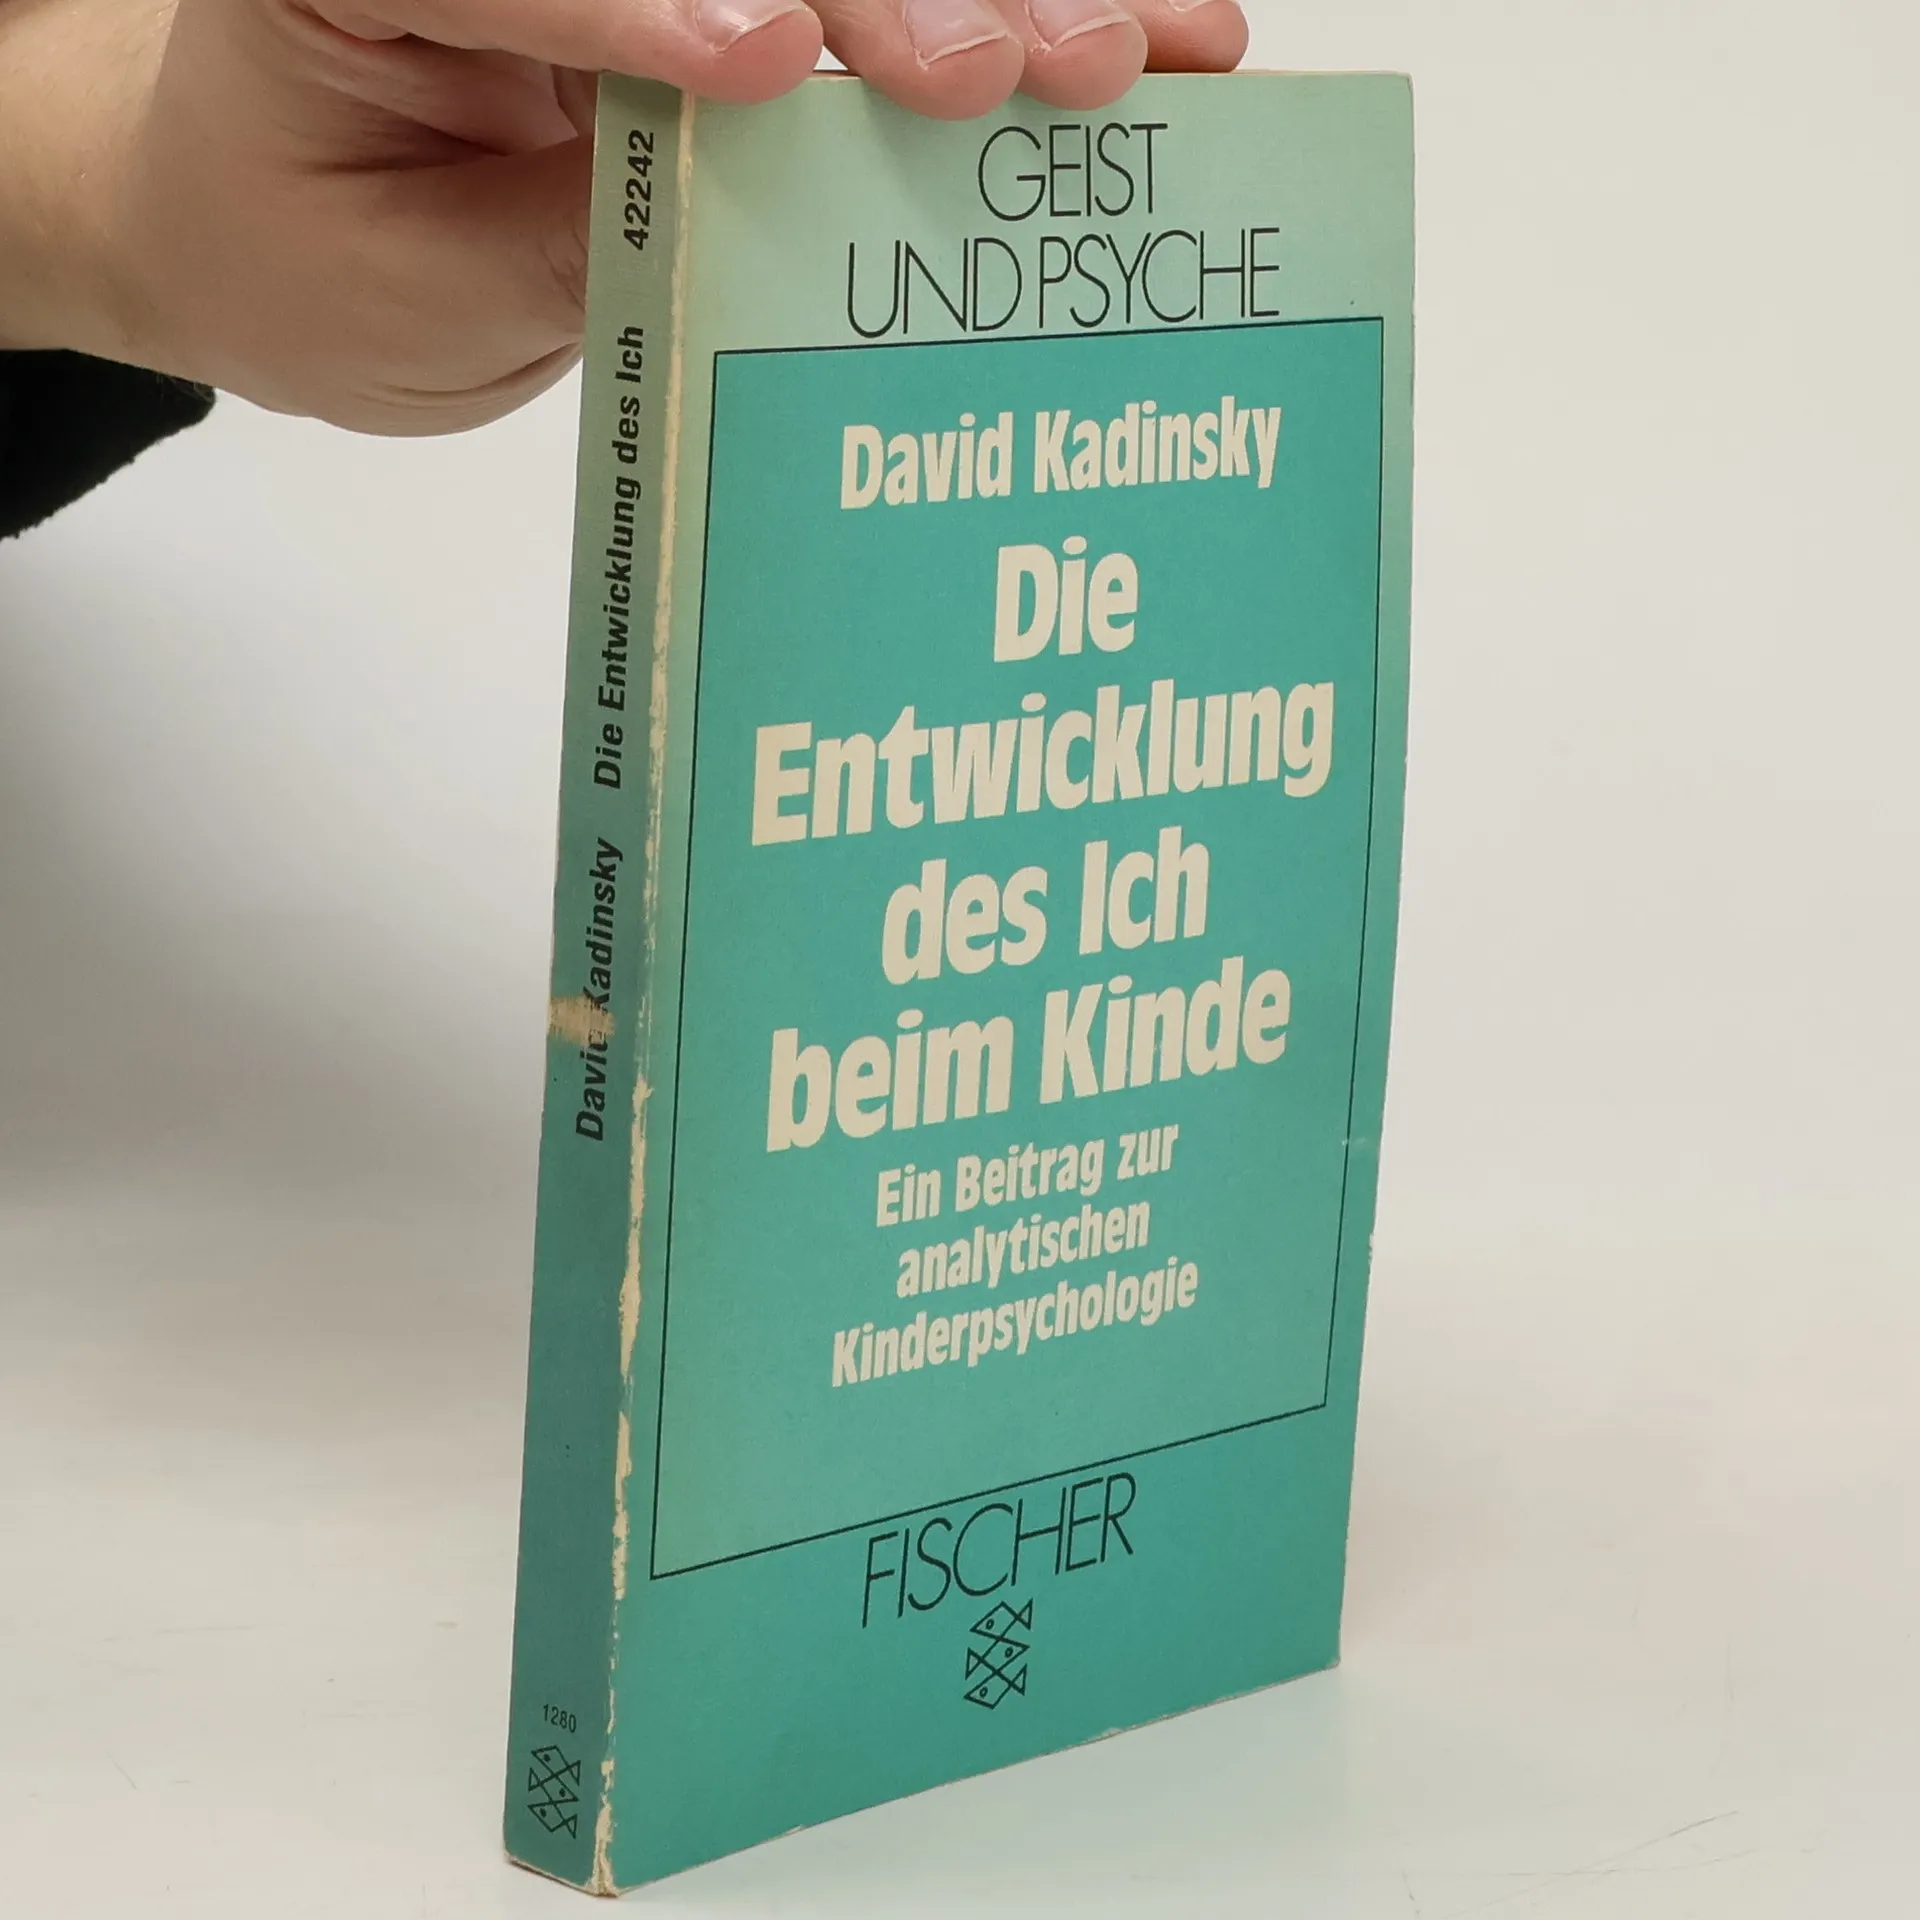 GEIST
UND PSYCHE
David Kadinsky
Die
Entwicklung
des Ich
beim Kinde
Ein Beitrag zur
analytischen
Kinderpsychologie
FISCHER
David Kadinsky Die Entwicklung des Ich 42242
1280